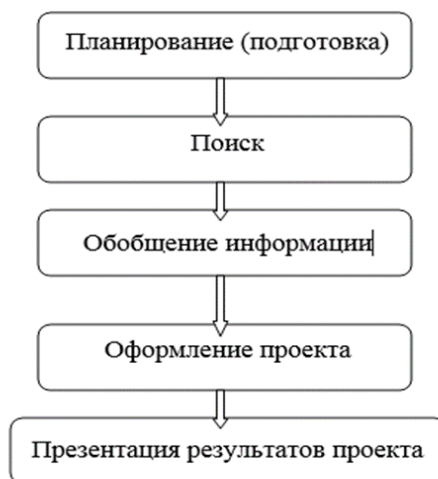 Планирование (подготовка)
Поиск
Обобщение информации
Оформление проекта
Презентация результатов проекта